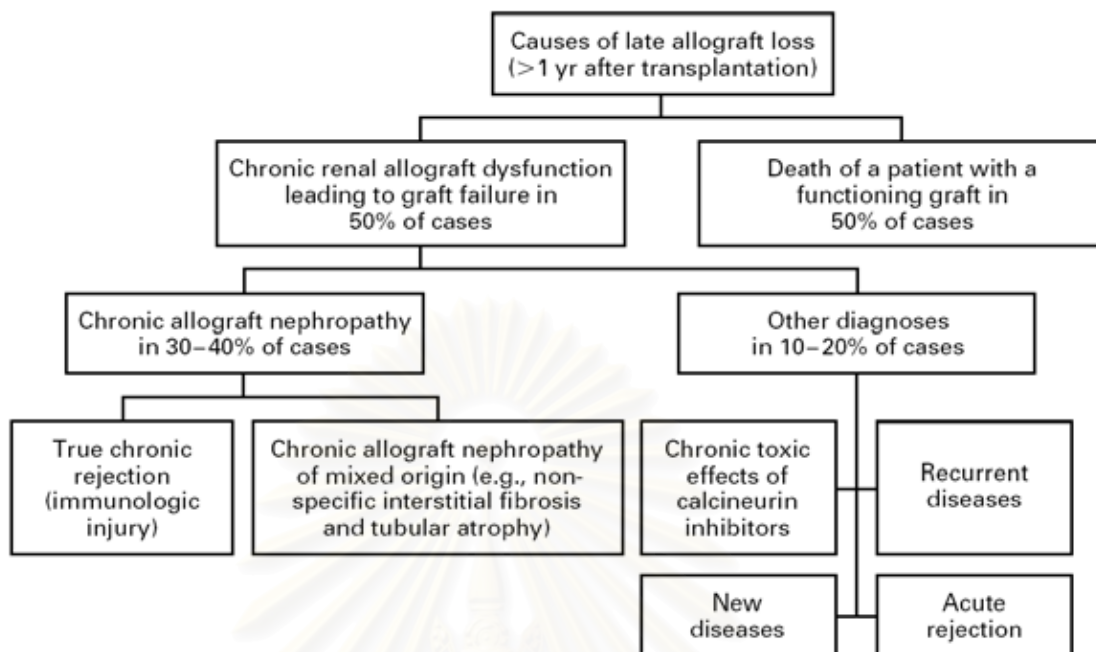 Causes of late allograft loss
(>1 yr after transplantation)
Chronic renal allograft dysfunction
leading to graft failure in
50% of cases
Death of a patient with a
functioning graft in
50% of cases
Chronic allograft nephropathy
in 30–40% of cases
Other diagnoses
in 10–20% of cases
True chronic
rejection
(immunologic
injury)
Chronic allograft nephropathy
of mixed origin (e.g., non-
specific interstitial fibrosis
and tubular atrophy)
Chronic toxic
effects of
calcineurin
inhibitors
Recurrent
diseases
New
diseases
Acute
rejection